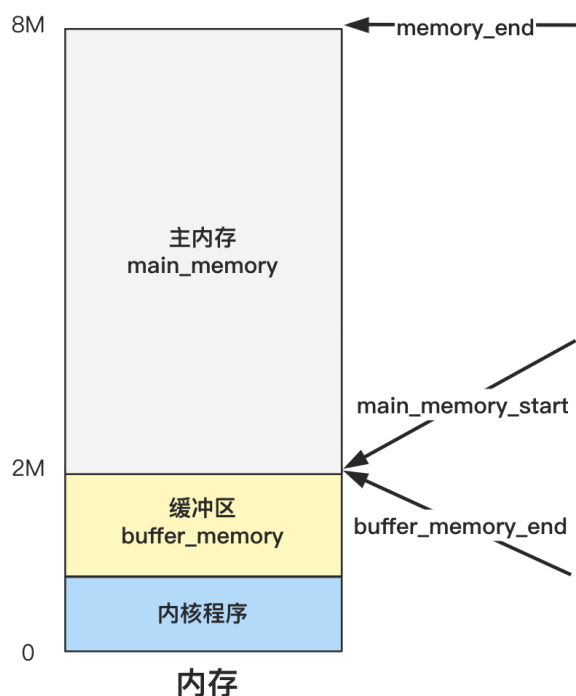 8M
memory_end
主内存
main_memory
main_memory_start
2M
缓冲区
buffer_memory
buffer_memory_end
内核程序
0
内存